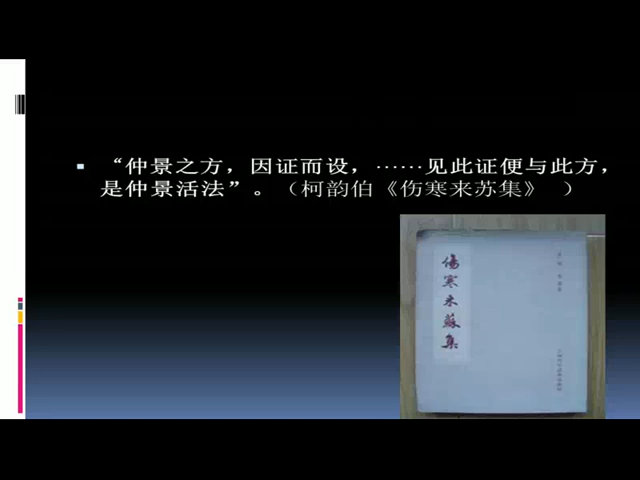 “仲景之方，因证而设，……见此证便与此方，
是仲景活法”。（柯韵伯《伤寒来苏集》 ）
傷寒来蘇集